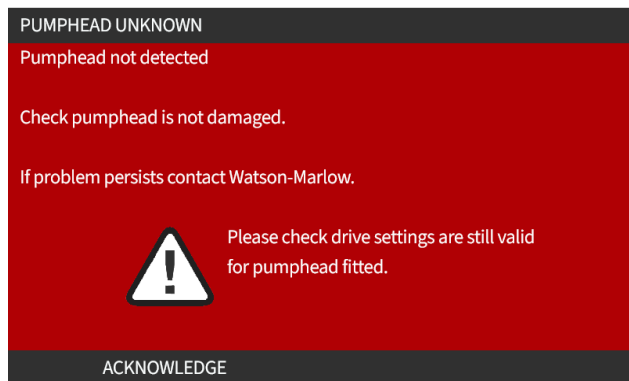 PUMPHEAD UNKNOWN
Pumphead not detected
Check pumphead is not damaged.
If problem persists contact Watson-Marlow.
Please check drive settings are still valid
for pumphead fitted.
ACKNOWLEDGE